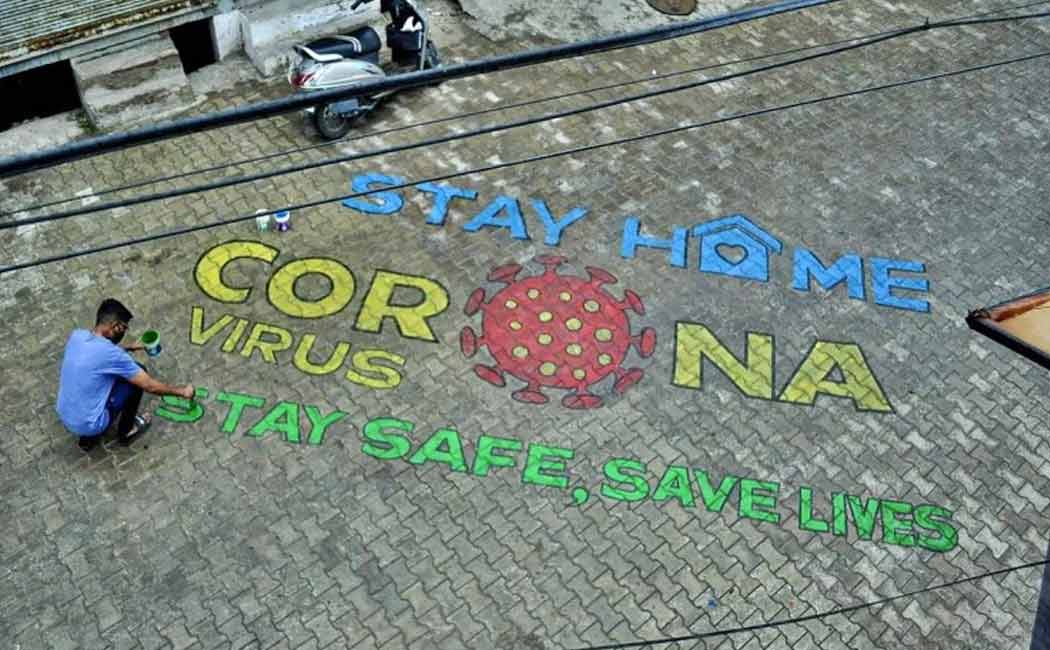 STAY HOME
CORONA
VIRUS
STAY SAFE, SAVE LIVES